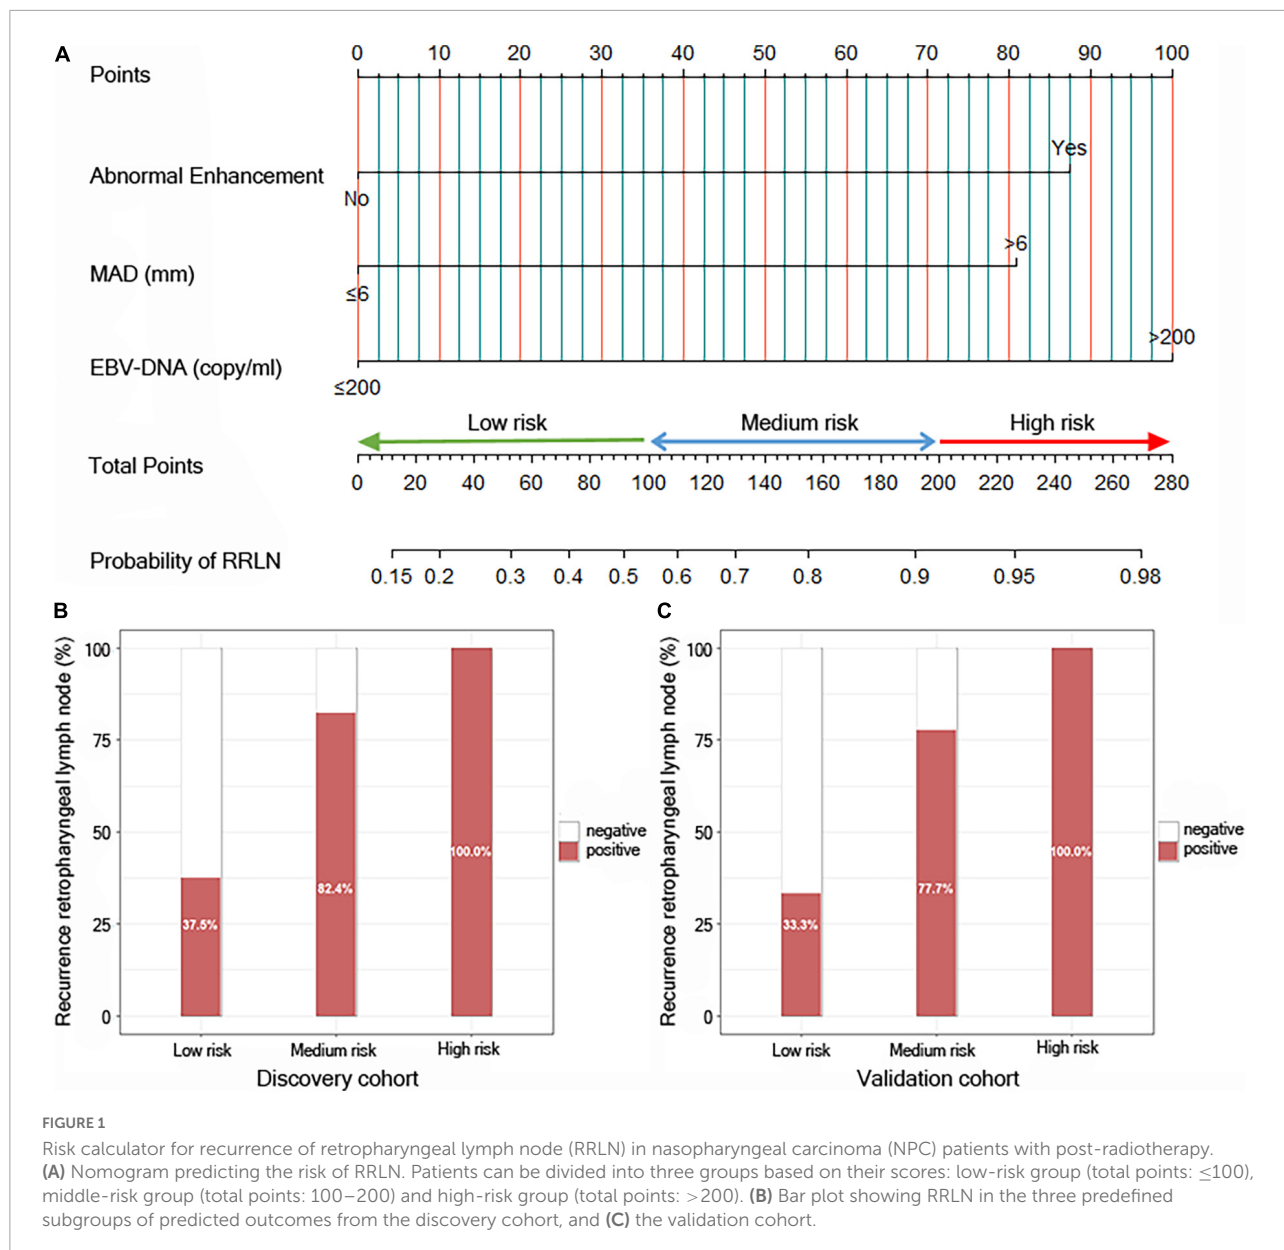 A
0 10 20 30 40 50 60 70 80 90 100
Points
Yes
Abnormal Enhancement
No
>6
MAD (mm)
≤6
>200
EBV-DNA (copy/ml)
≤200
Low risk Medium risk High risk
Total Points
0 20 40 60 80 100 120 140 160 180 200 220 240 260 280
Probability of RRLN
0.15 0.2 0.3 0.4 0.5 0.6 0.7 0.8 0.9 0.95 0.98
B
Recurrence retropharyngeal lymph node (%)
100
75
50
25
0
37.5%
82.4%
100.0%
negative
positive
Low risk Medium risk High risk
Discovery cohort
C
Recurrence retropharyngeal lymph node (%)
100
75
50
25
0
33.3%
77.7%
100.0%
negative
positive
Low risk Medium risk High risk
Validation cohort
FIGURE 1
Risk calculator for recurrence of retropharyngeal lymph node (RRLN) in nasopharyngeal carcinoma (NPC) patients with post-radiotherapy.
(A) Nomogram predicting the risk of RRLN. Patients can be divided into three groups based on their scores: low-risk group (total points: ≤100),
middle-risk group (total points: 100–200) and high-risk group (total points: >200). (B) Bar plot showing RRLN in the three predefined
subgroups of predicted outcomes from the discovery cohort, and (C) the validation cohort.